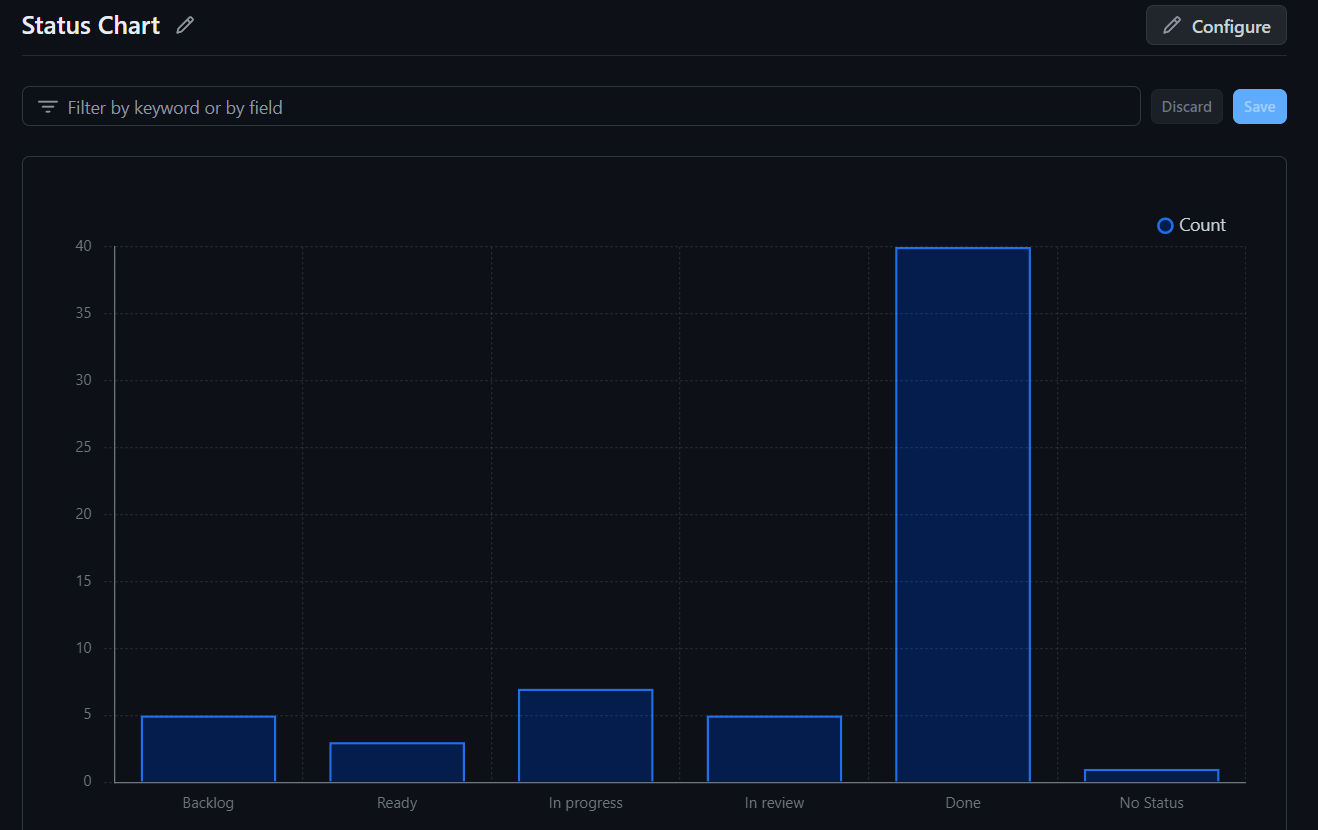 Status Chart
Configure
Filter by keyword or by field
Discard
Save
Count
40
35
30
25
20
15
10
5
0
Backlog
Ready
In progress
In review
Done
No Status